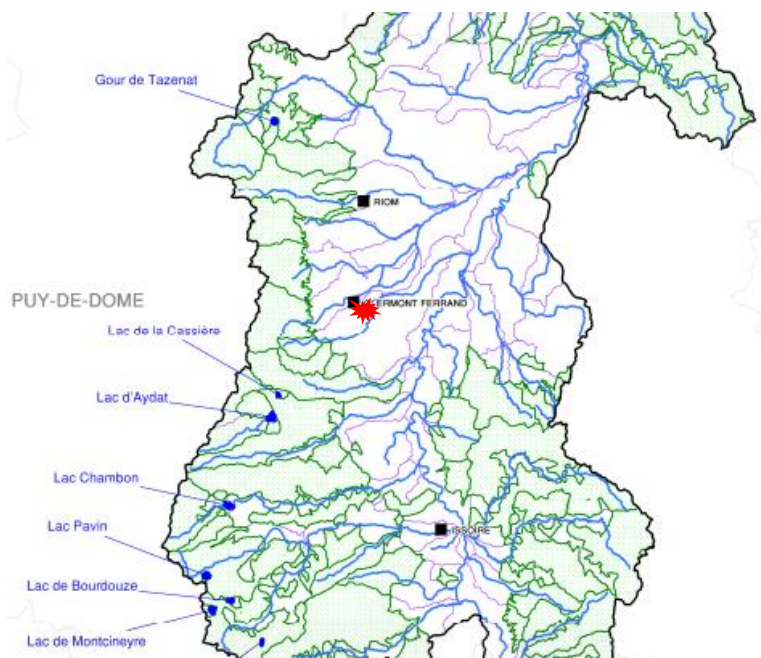 Gour de Tazenat
RIOM
PUY-DE-DOME
CLERMONT FERRAND
Lac de la Cassière
Lac d'Aydat
Lac Chambon
Lac Pavin
ISSOIRE
Lac de Bourdouze
Lac de Montcineyre